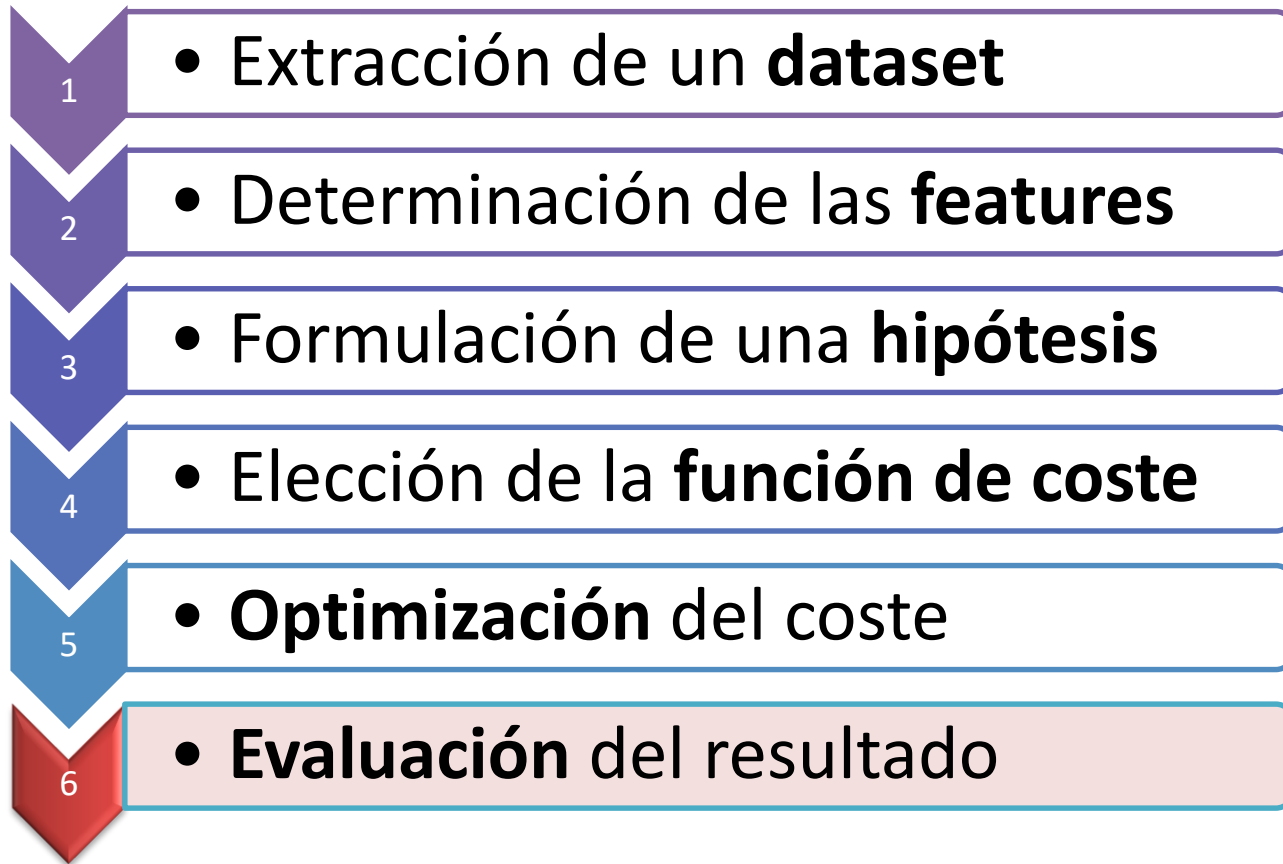 1 • Extracción de un dataset
2 • Determinación de las features
3 • Formulación de una hipótesis
4 • Elección de la función de coste
5 • Optimización del coste
6 • Evaluación del resultado